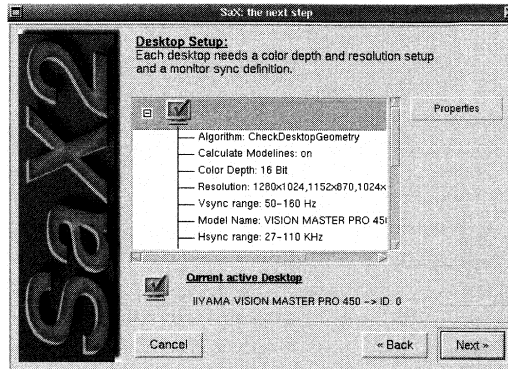 SaX: the next step
SaX2
Desktop Setup:
Each desktop needs a color depth and resolution setup
and a monitor sync definition.
Properties
Algorithm: CheckDesktopGeometry
Calculate Modelines: on
Color Depth: 16 Bit
Resolution: 1280x1024,1152x870,1024x
Vsync range: 50-160 Hz
Model Name: VISION MASTER PRO 450
Hsync range: 27-110 KHz
Current active Desktop
IIYAMA VISION MASTER PRO 450 -> ID: 0
Cancel
« Back
Next »